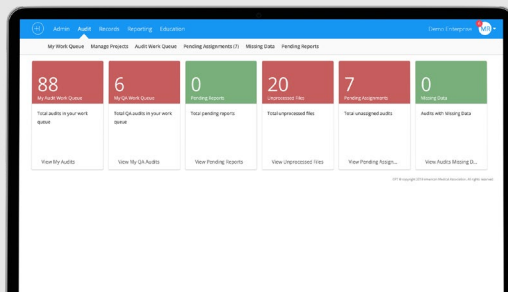 Admin Audit Records Reporting Education Demo Enterprise MR
My Work Queue Manage Projects Audit Work Queue Pending Assignments (7) Missing Data Pending Reports
88 6 0 20 7 0
My Audit Work Queue My QA Work Queue Pending Reports Unprocessed Files Pending Assignments Missing Data
Total audits in your work queue Total QA audits in your work queue Total pending reports Total unprocessed files Total unassigned audits Audits with Missing Data
View My Audits View My QA Audits View Pending Reports View Unprocessed Files View Pending Assign... View Audits Missing D...